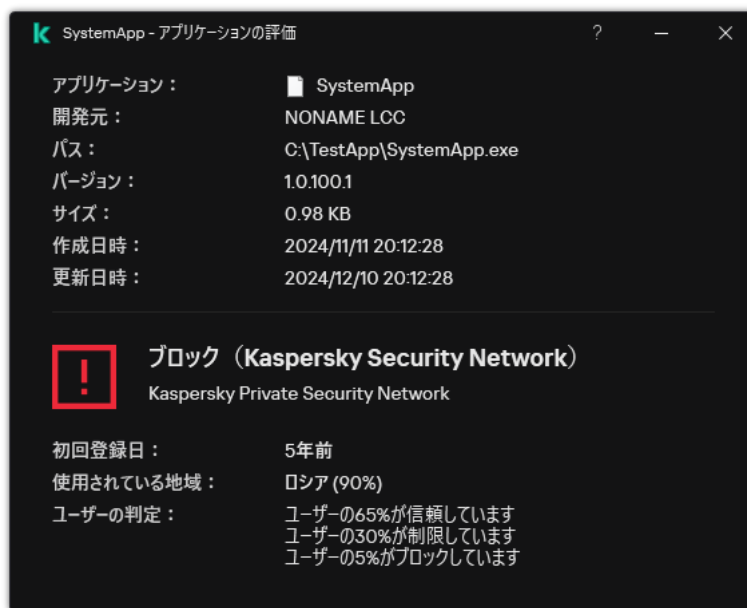 SystemApp - アプリケーションの評価 ?
アプリケーション： SystemApp
開発元： NONAME LCC
パス： C:\TestApp\SystemApp.exe
バージョン： 1.0.100.1
サイズ： 0.98 KB
作成日時： 2024/11/11 20:12:28
更新日時： 2024/12/10 20:12:28
ブロック（Kaspersky Security Network）
Kaspersky Private Security Network
初回登録日： 5年前
使用されている地域： ロシア (90%)
ユーザーの判定： ユーザーの65%が信頼しています
ユーザーの30%が制限しています
ユーザーの5%がブロックしています